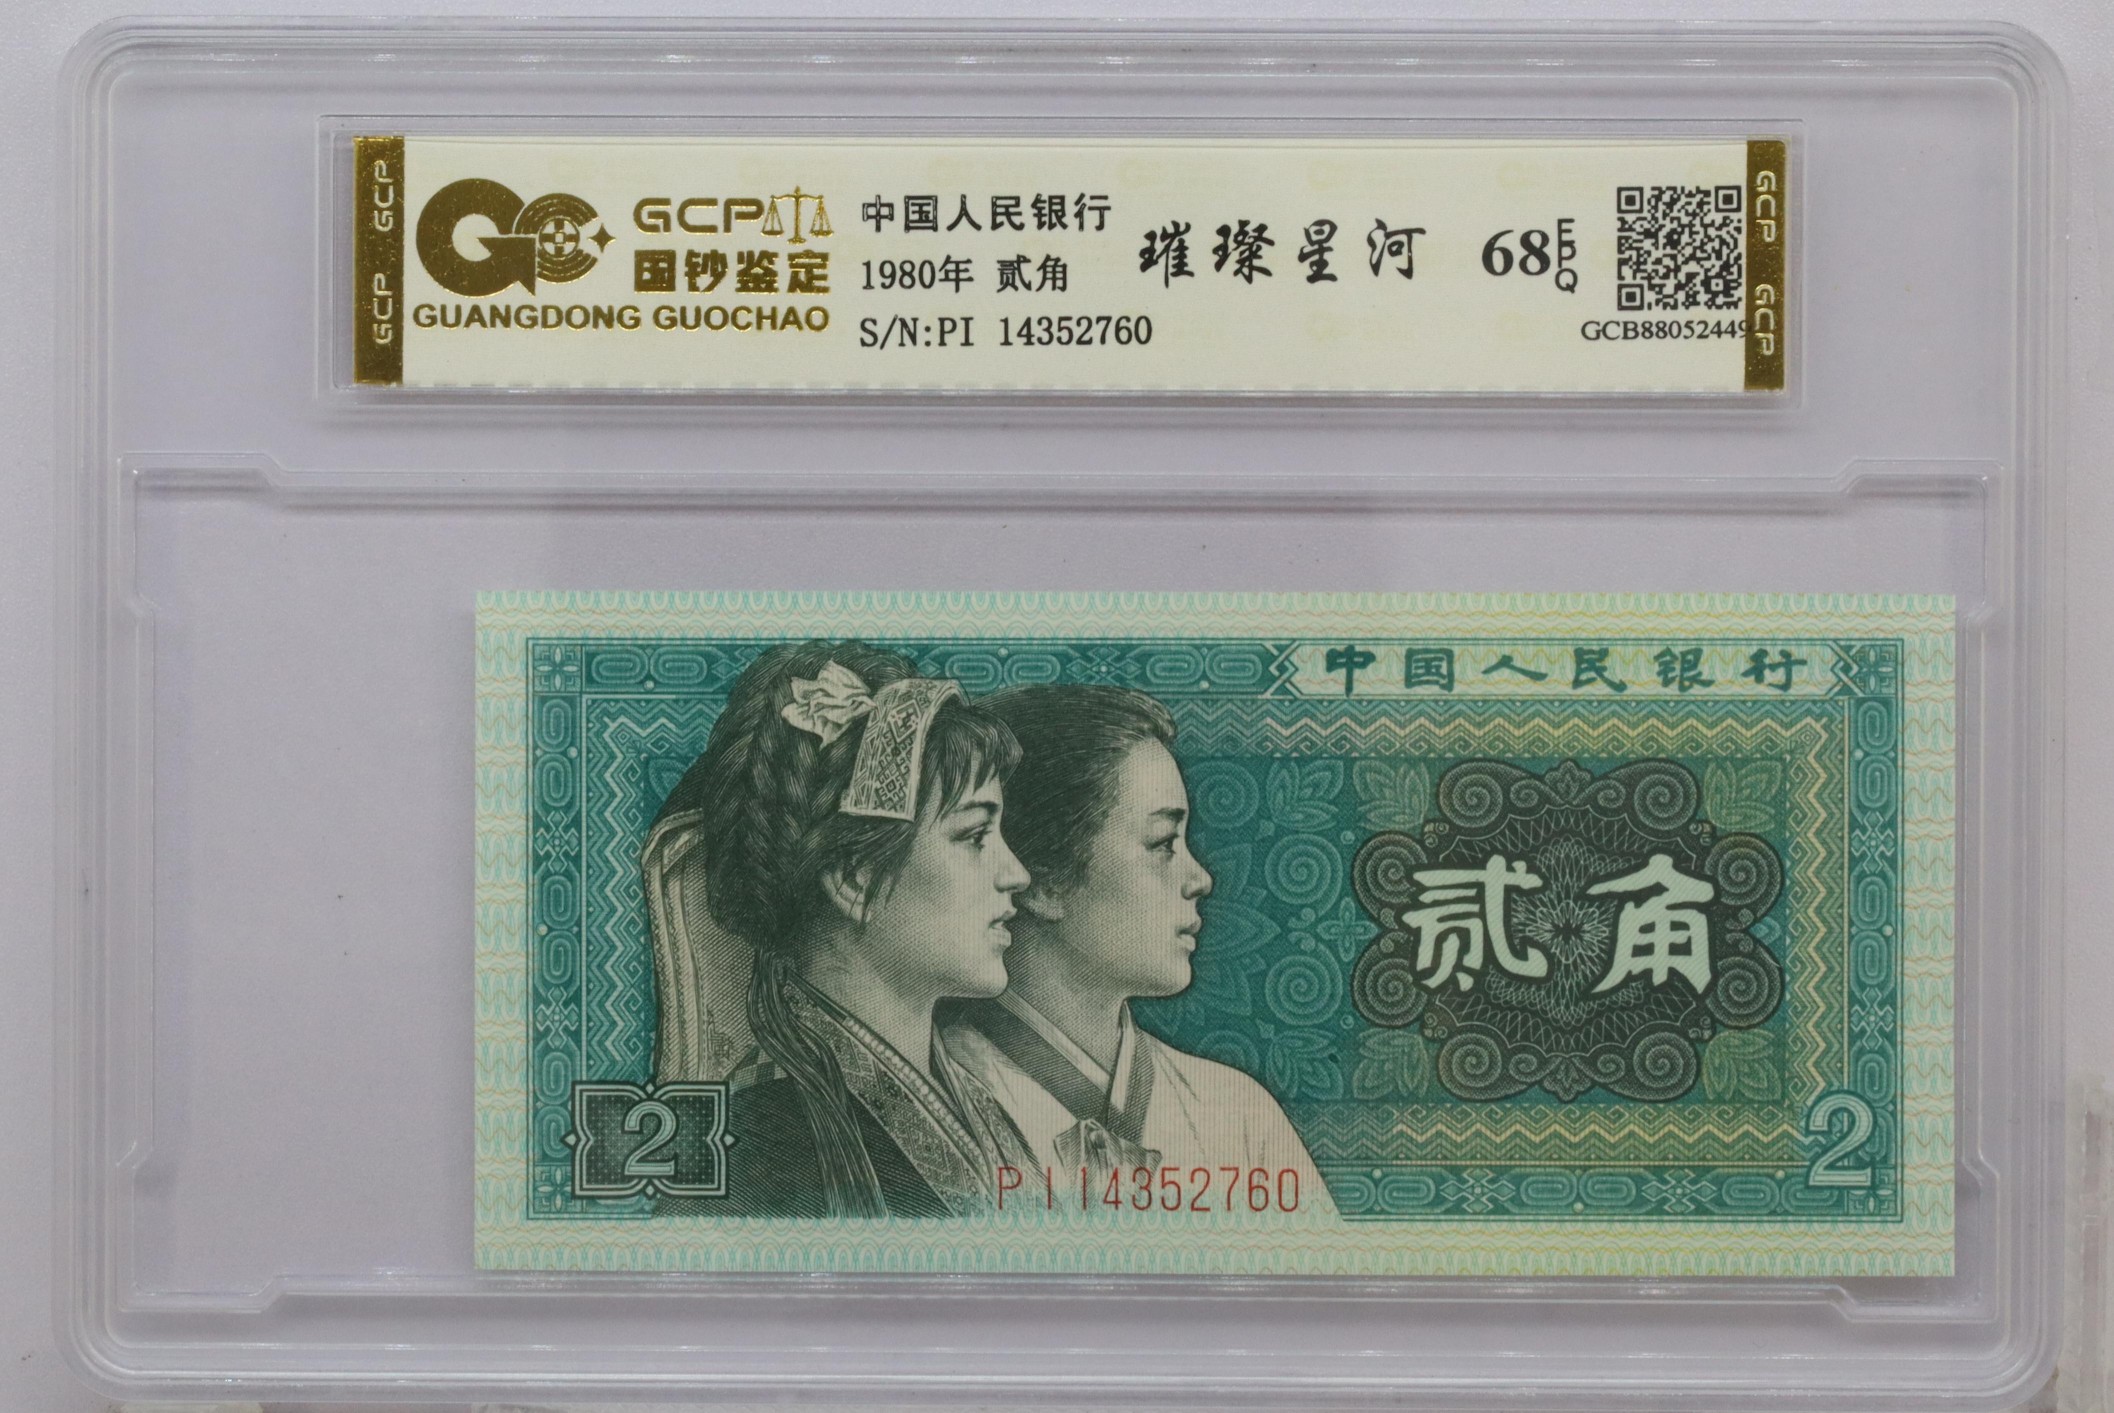 GCP GCP
GCP
国钞鉴定
GUANGDONG GUOCHAO
中国人民银行
1980年 贰角
S/N:PI 14352760
璀璨星河
68 EPQ
GCB88052449
GCP GCP
中国人民银行
贰角
2
2
PI 14352760